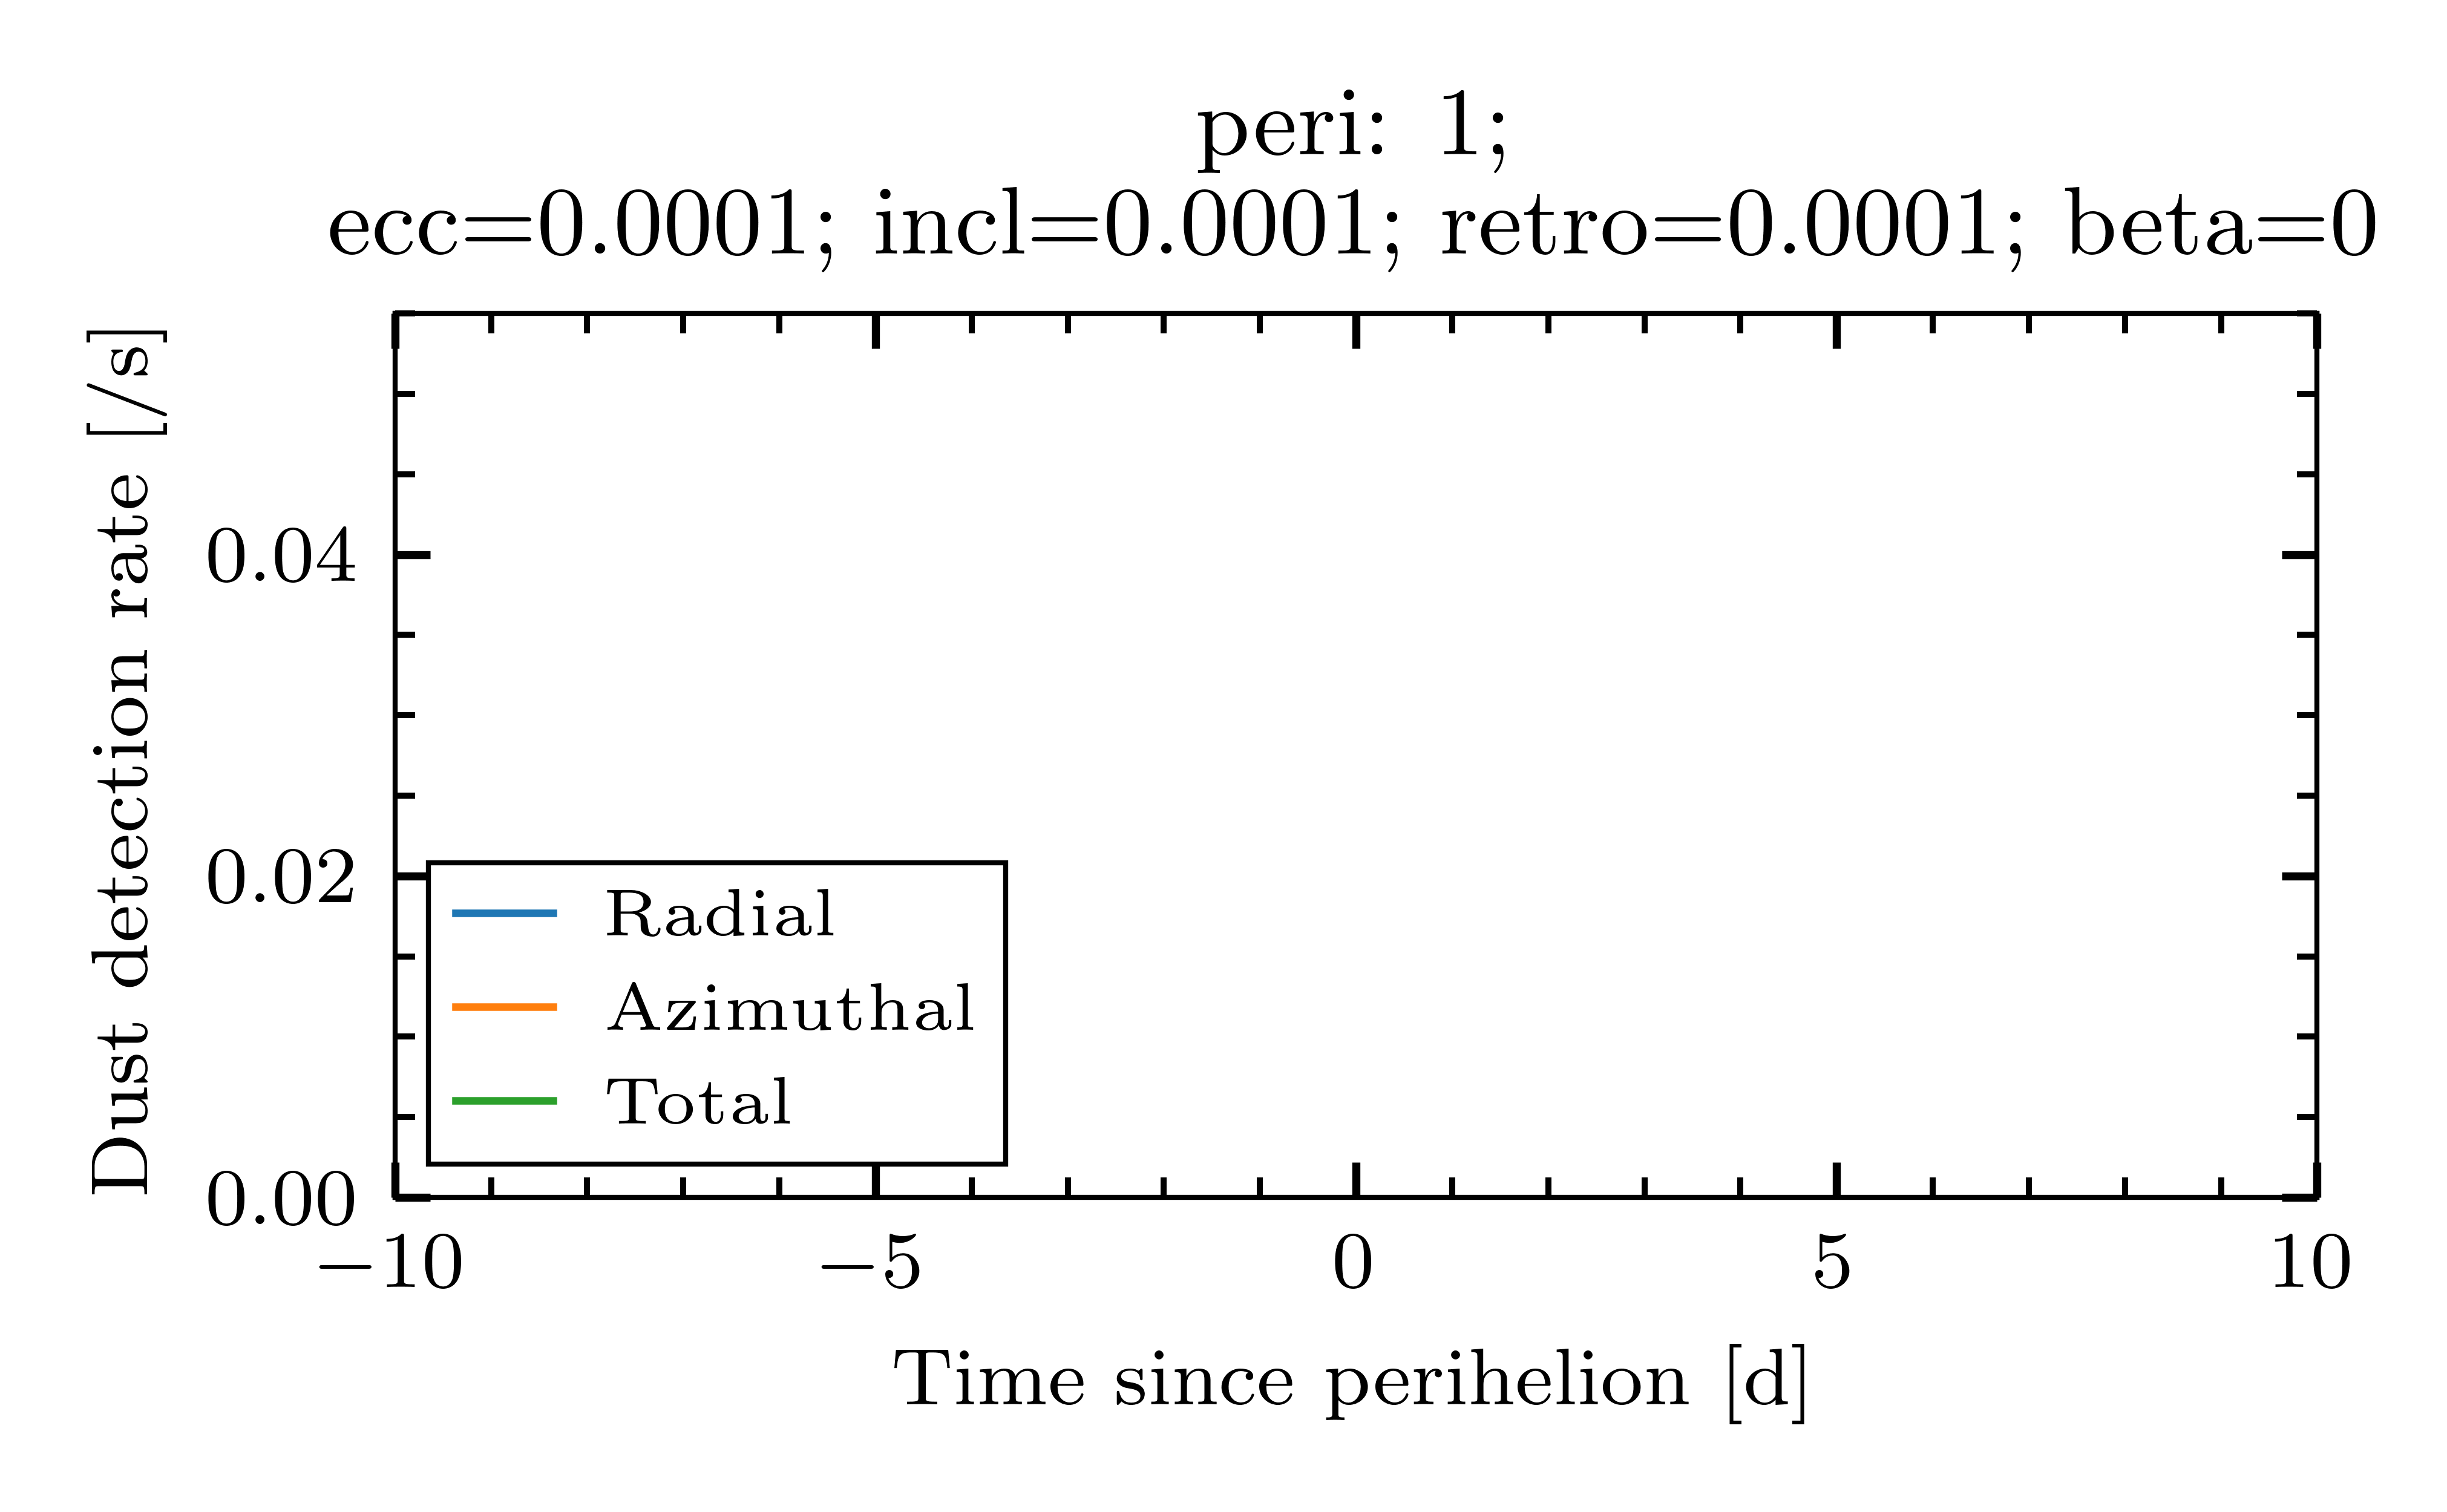 peri: 1;
ecc=0.0001; incl=0.0001; retro=0.0001; beta=0
Dust detection rate [/s]
0.04
0.02
0.00
Radial
Azimuthal
Total
−10
−5
0
5
10
Time since perihelion [d]